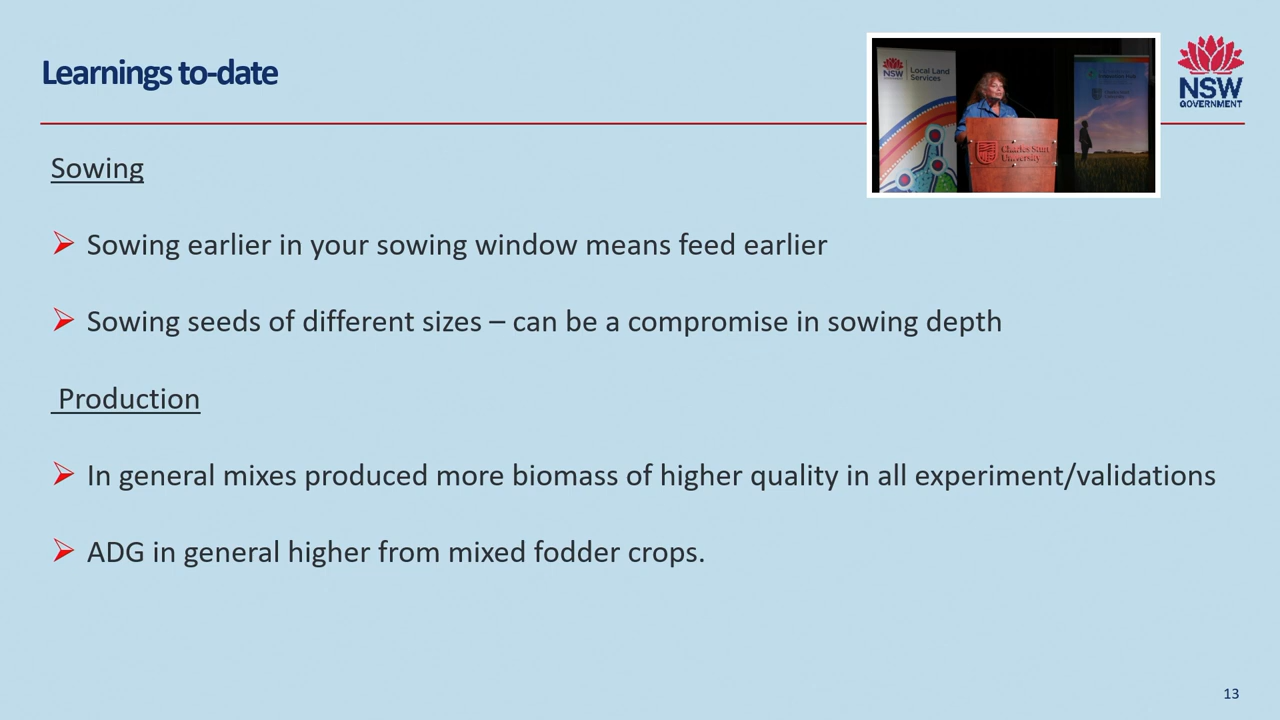 Learnings to-date
NSW
Local Land
Services
Charles Sturt
University
NSW
GOVERNMENT
Sowing
Sowing earlier in your sowing window means feed earlier
Sowing seeds of different sizes – can be a compromise in sowing depth
Production
In general mixes produced more biomass of higher quality in all experiment/validations
ADG in general higher from mixed fodder crops.
13